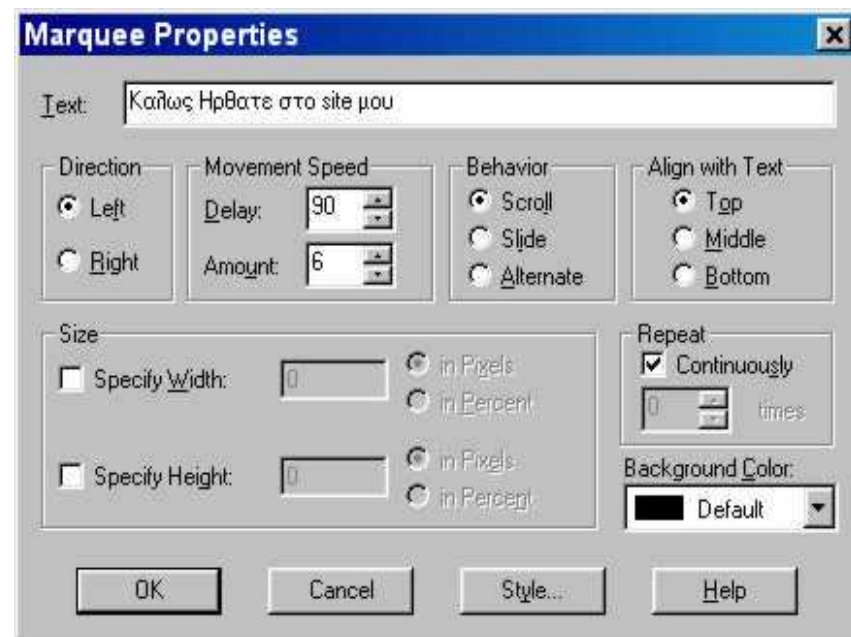 Marquee Properties
Text: Καλως Ηρθατε στο site μου
Direction
Left
Right
Movement Speed
Delay: 90
Amount: 6
Behavior
Scroll
Slide
Alternate
Align with Text
Top
Middle
Bottom
Size
Specify Width: 0
in Pixels
in Percent
Specify Height: 0
in Pixels
in Percent
Repeat
Continuously
0 times
Background Color:
Default
OK Cancel Style... Help